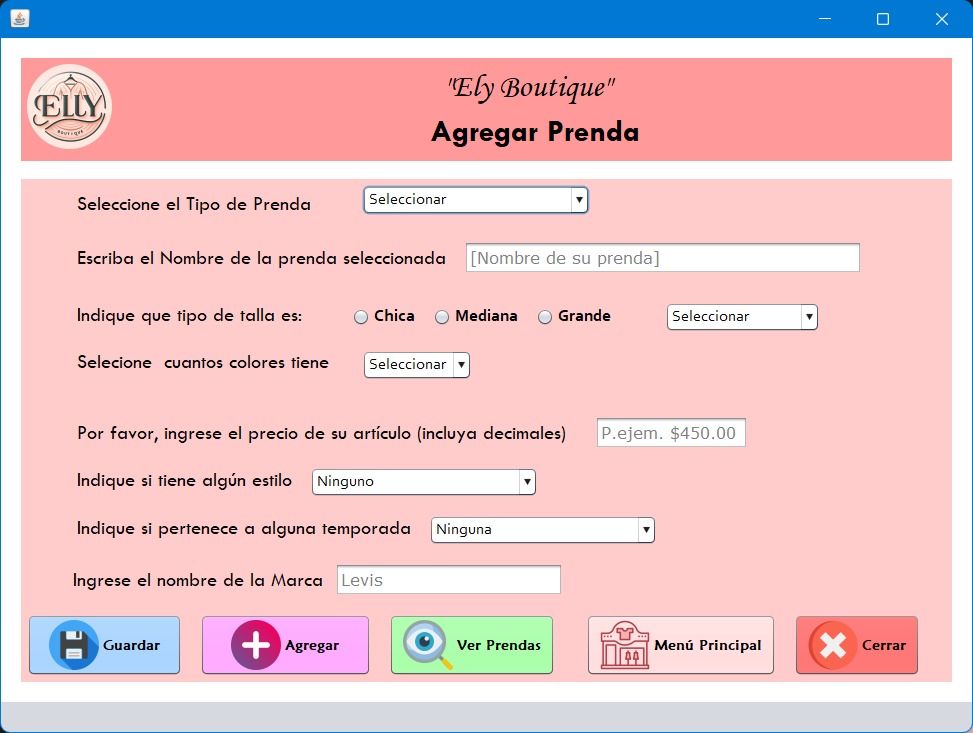 "Ely Boutique"
ELLY
BOUTIQUE
Agregar Prenda
Seleccione el Tipo de Prenda Seleccionar
Escriba el Nombre de la prenda seleccionada [Nombre de su prenda]
Indique que tipo de talla es: Chica Mediana Grande Seleccionar
Selecione cuantos colores tiene Seleccionar
Por favor, ingrese el precio de su artículo (incluya decimales) P.ejem. $450.00
Indique si tiene algún estilo Ninguno
Indique si pertenece a alguna temporada Ninguna
Ingrese el nombre de la Marca Levis
Guardar Agregar Ver Prendas Menú Principal Cerrar